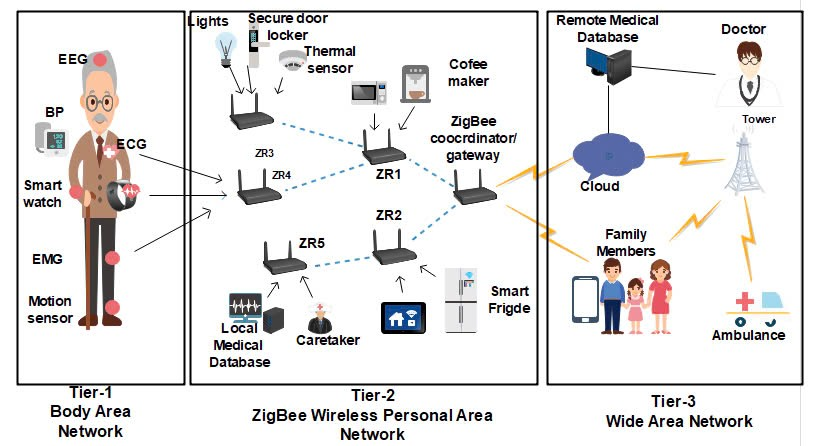 EEG
BP
ECG
Smart
watch
EMG
Motion
sensor
Tier-1
Body Area
Network
Lights
Secure door
locker
Thermal
sensor
Cofee
maker
ZigBee
coocrdinator/
gateway
ZR3
ZR4
ZR1
ZR2
ZR5
Local
Medical
Database
Caretaker
Smart
Frigde
Tier-2
ZigBee Wireless Personal Area
Network
Remote Medical
Database
Doctor
Tower
Cloud
Family
Members
Ambulance
Tier-3
Wide Area Network